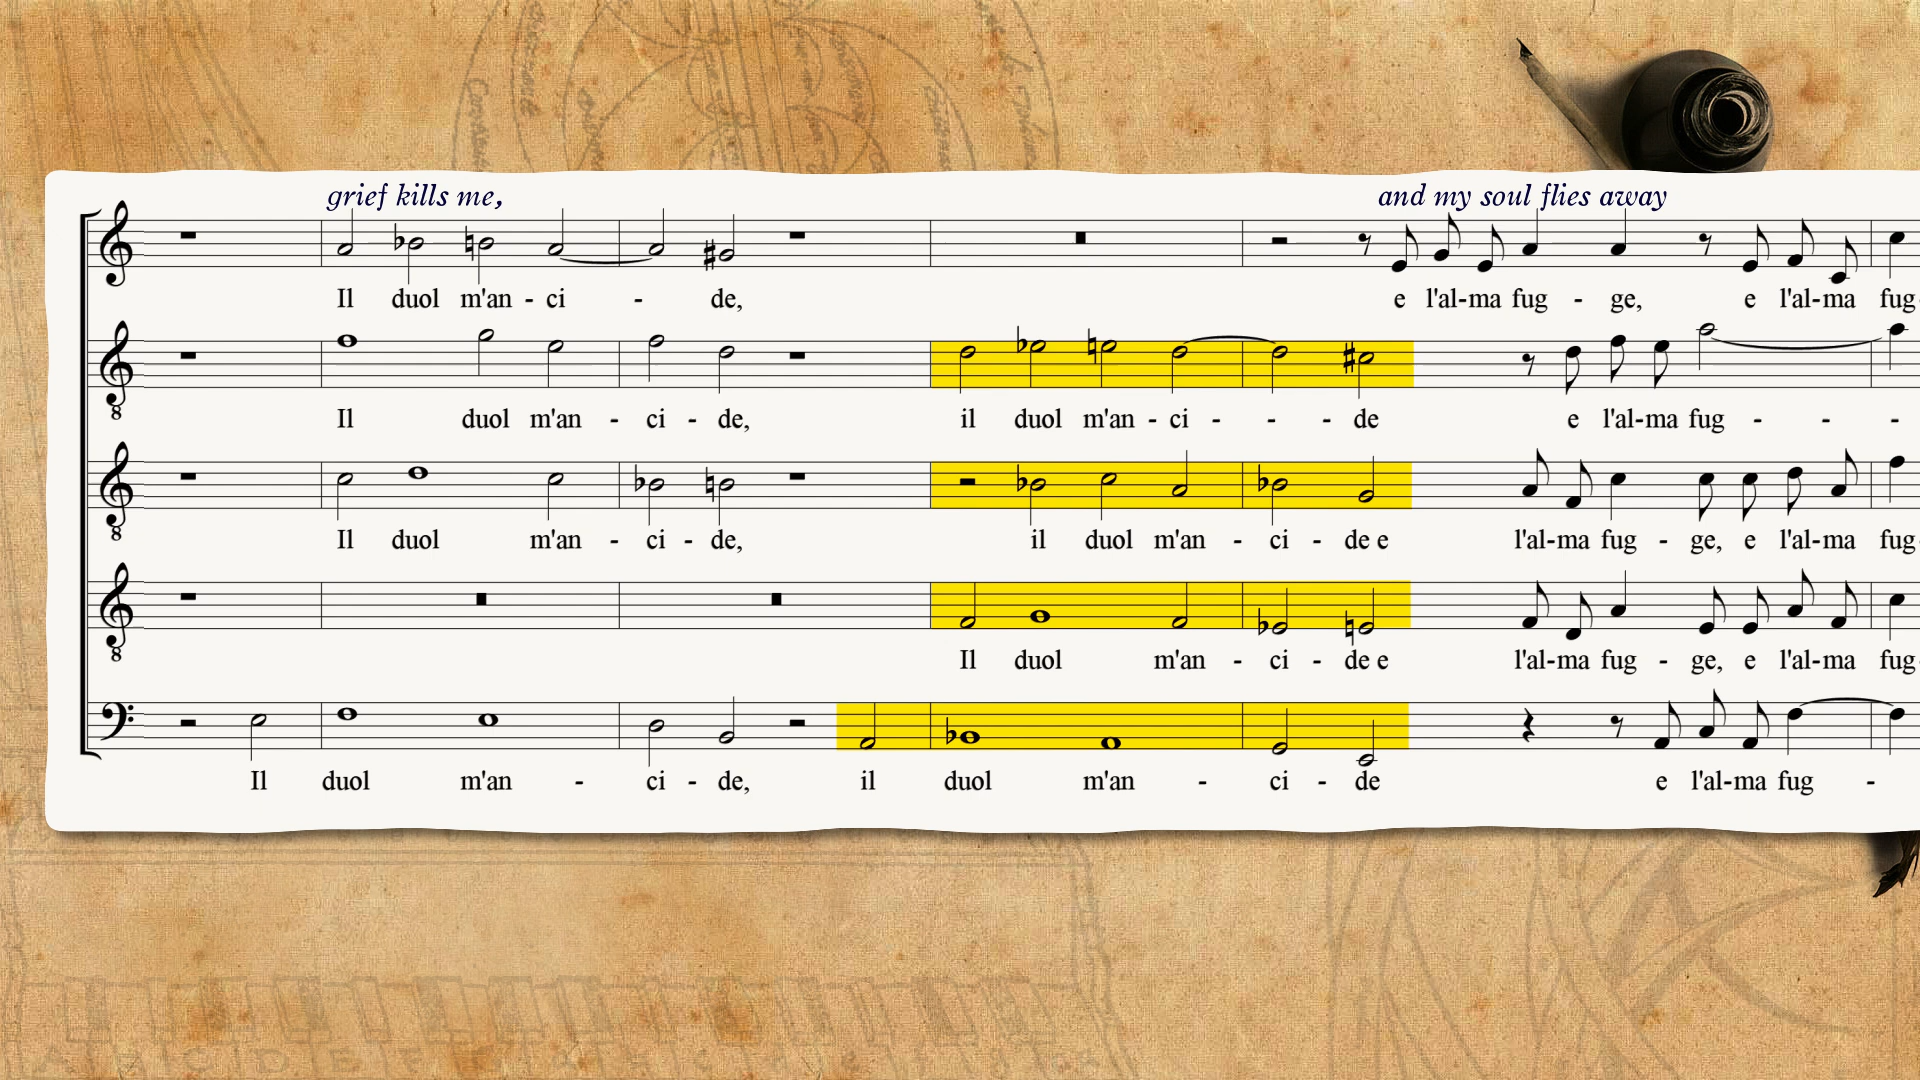 grief kills me, and my soul flies away
Il duol m'an - ci - de, e l'al-ma fug - ge, e l'al-ma fug-
8
Il duol m'an - ci - de, il duol m'an - ci - - - de e l'al-ma fug - - -
8
Il duol m'an - ci - de, il duol m'an - ci - de e l'al-ma fug - ge, e l'al-ma fug-
8
Il duol m'an - ci - de e l'al-ma fug - ge, e l'al-ma fug-
Il duol m'an - ci - de, il duol m'an - ci - de e l'al-ma fug -